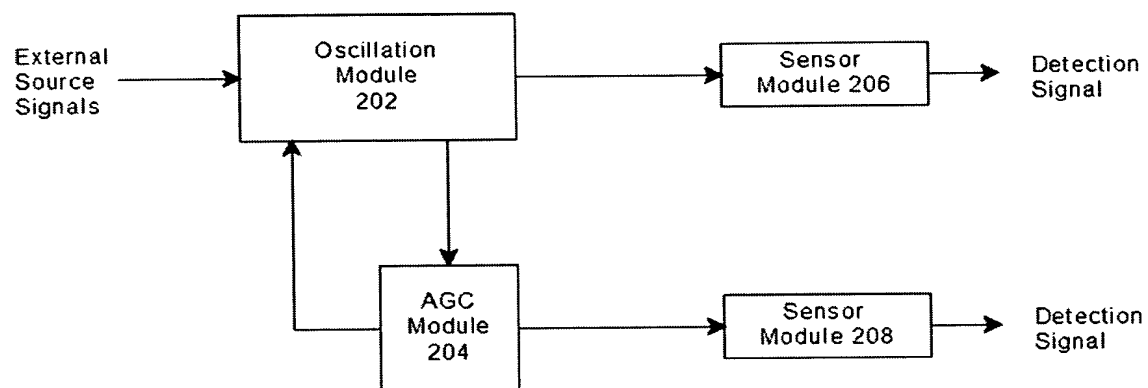 External
Source
Signals
Oscillation
Module
202
Sensor
Module 206
Detection
Signal
AGC
Module
204
Sensor
Module 208
Detection
Signal